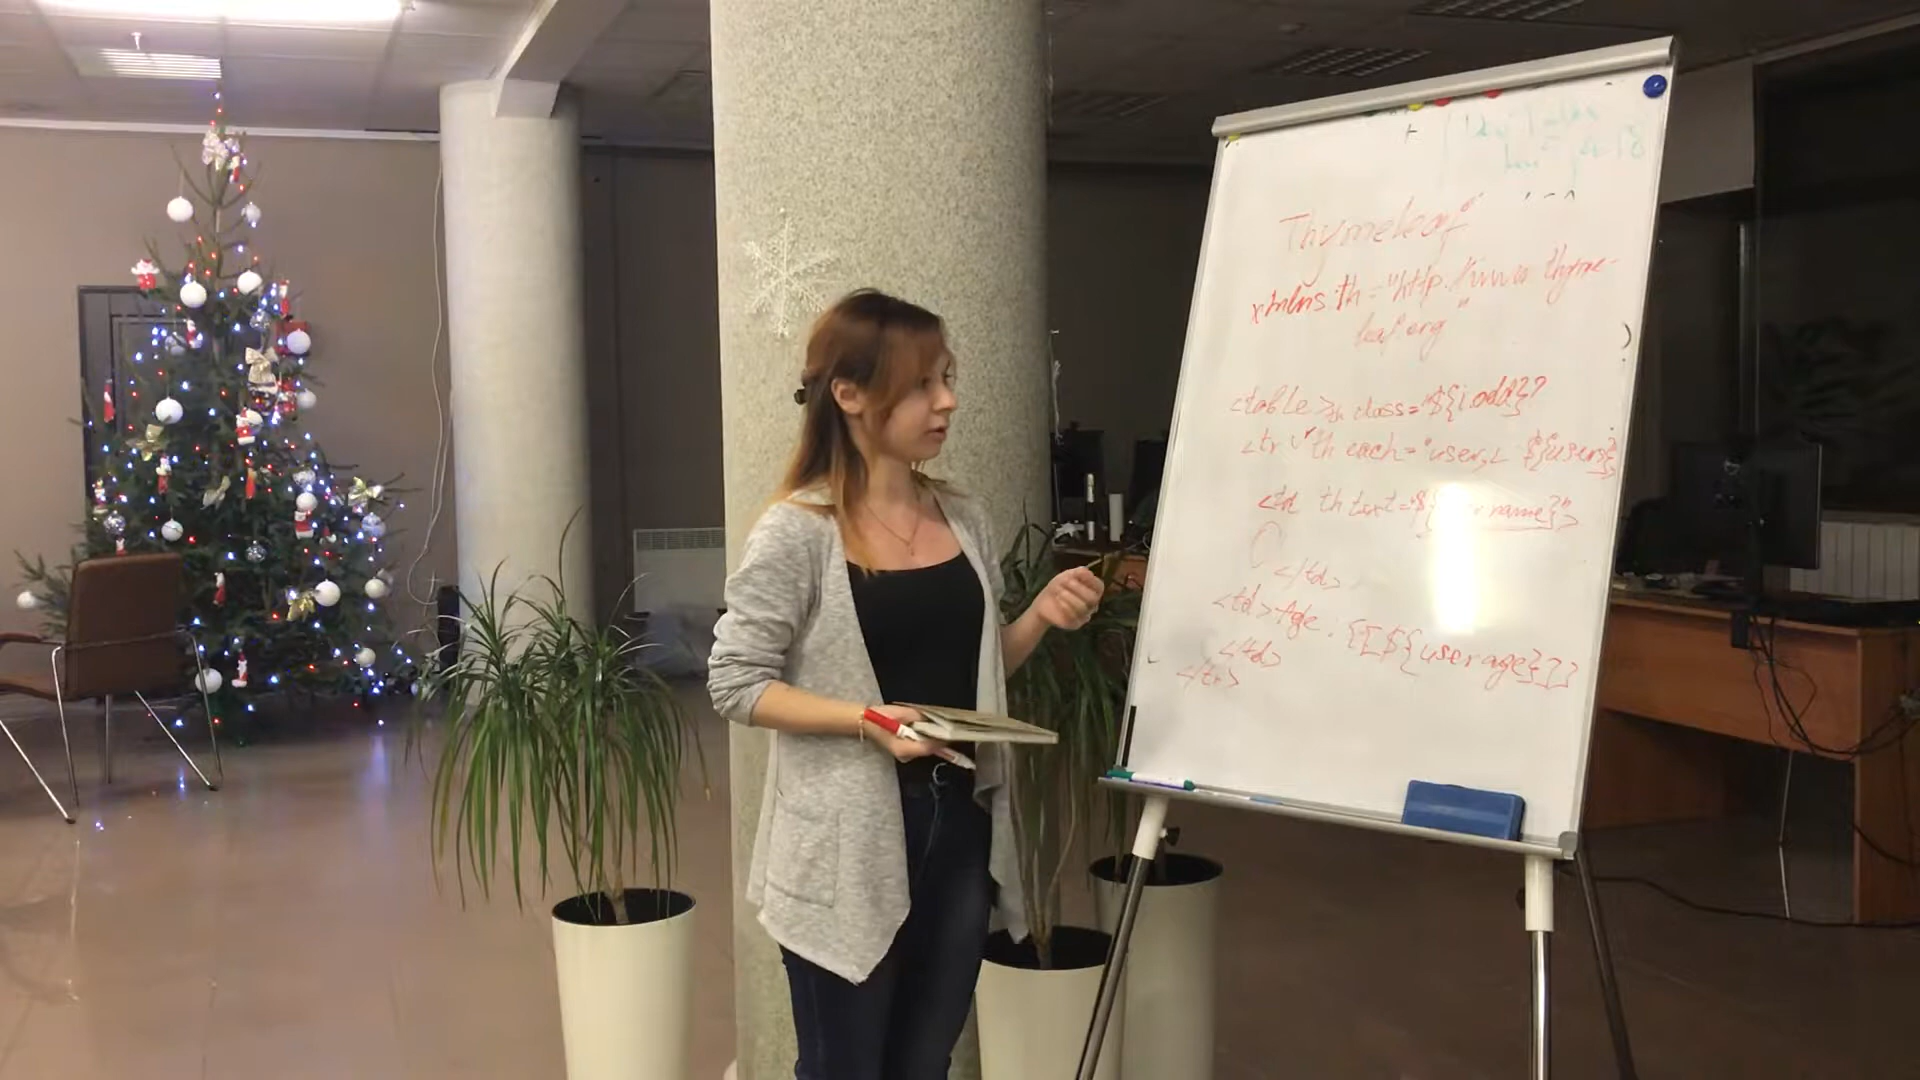 Thymeleaf
xmlns:th="http://www.thyme-
leaf.org"
<table> th class="${i.odd}?
<tr th each="user, ${users}
<td th text="${ name}">
</td>
<td>Age: {[${user.age}]}
</td>
</tr>